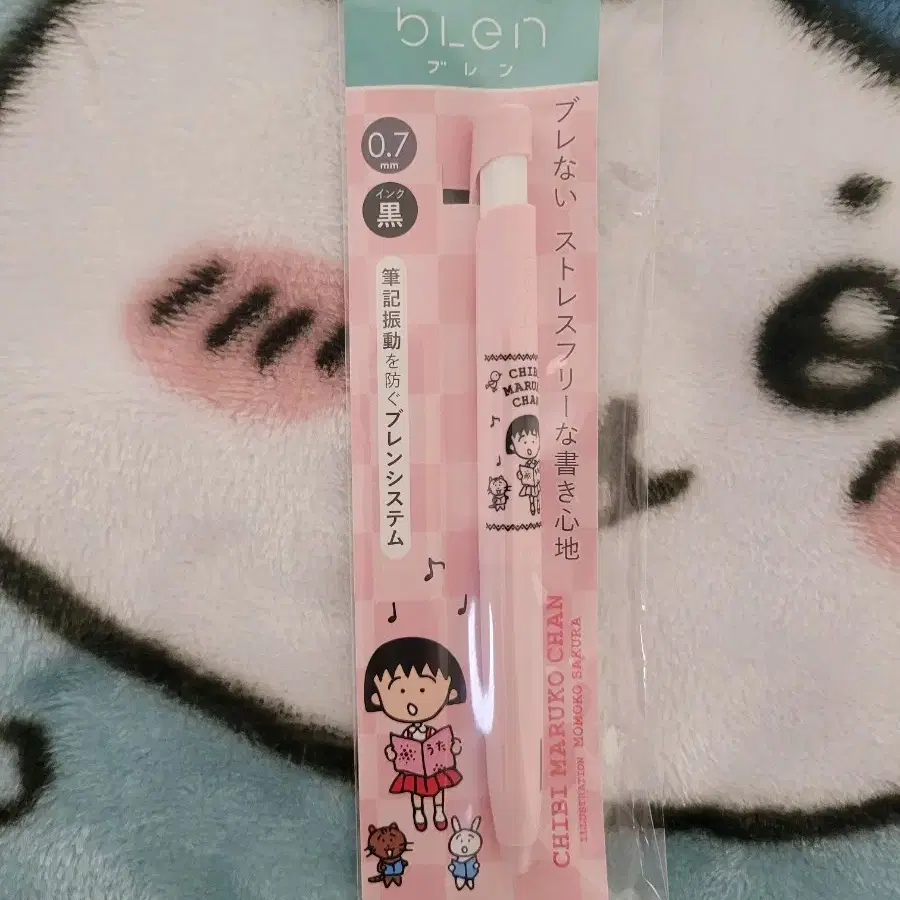 bLen
ブレン
0.7
mm
インク
黒
ブレない ストレスフリーな書き心地
筆記振動を防ぐブレンシステム
CHIB
MARUK
CHAN
うた
CHIBI MARUKO CHAN
ILLUSTRATION MOMOKO SAKURA